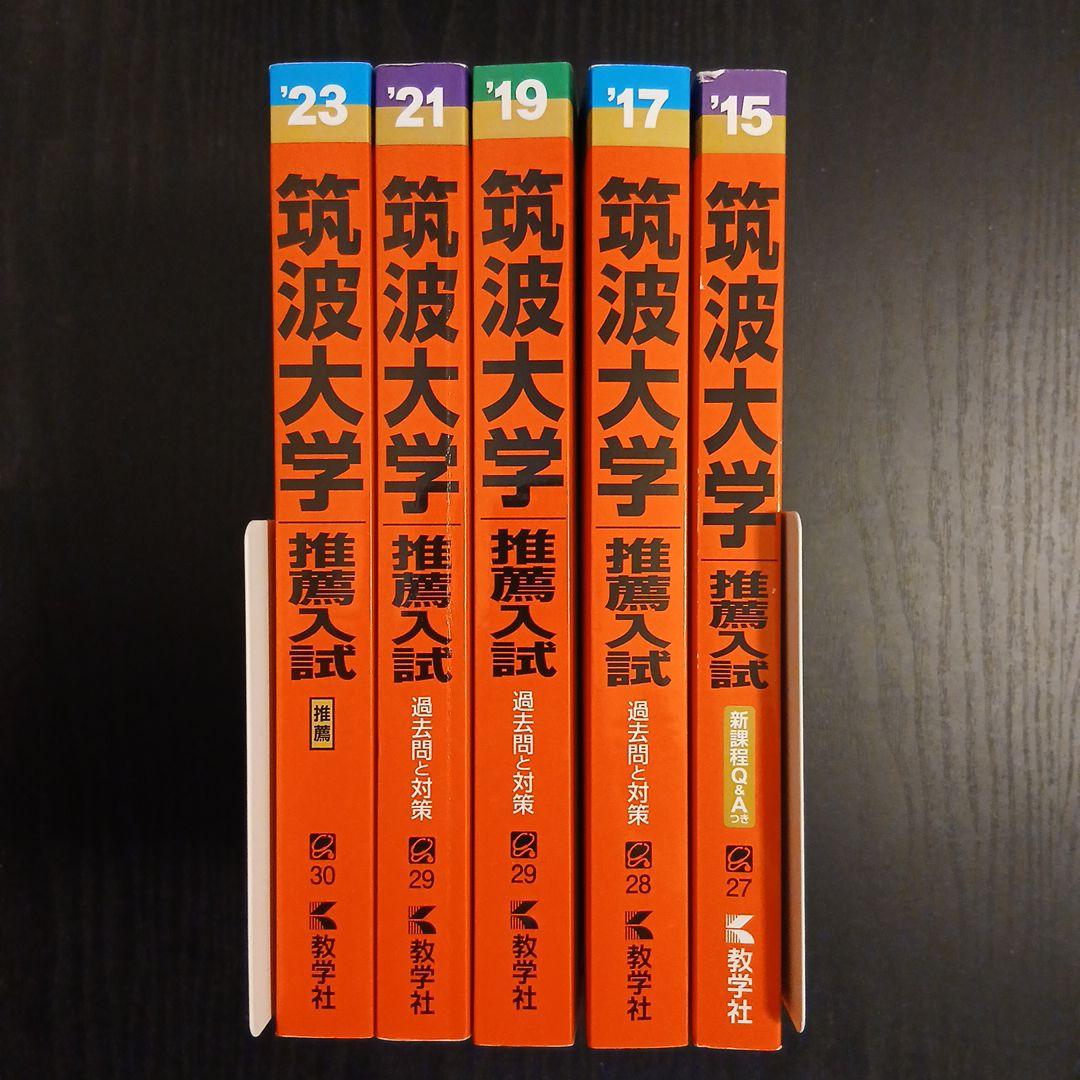 '23
筑波大学
推薦入試
推薦
30
教学社
'21
筑波大学
推薦入試
過去問と対策
29
教学社
'19
筑波大学
推薦入試
過去問と対策
29
教学社
'17
筑波大学
推薦入試
過去問と対策
28
教学社
'15
筑波大学
推薦入試
新課程Q&Aつき
27
教学社